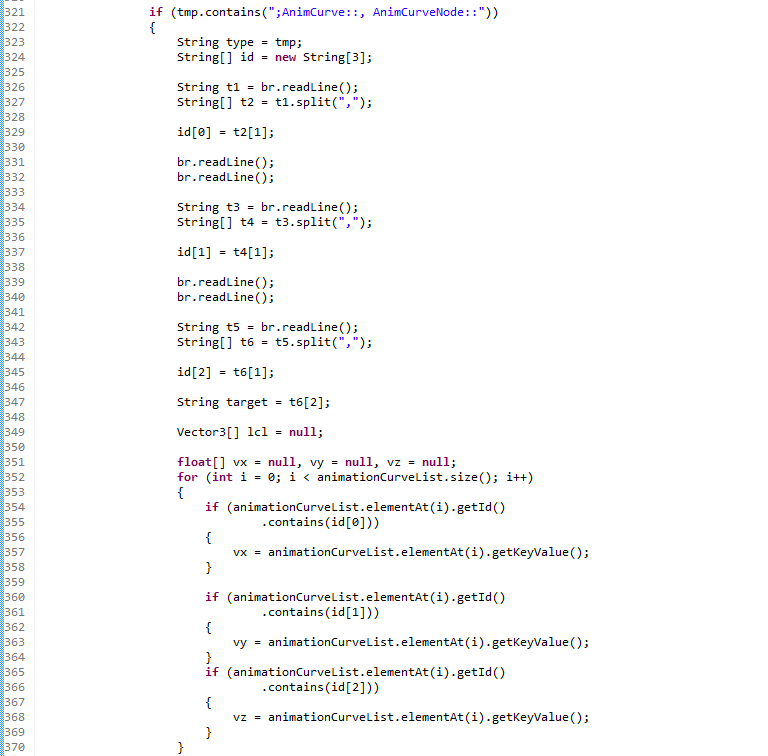 321 if (tmp.contains(";AnimCurve::, AnimCurveNode::"))
322 {
323 String type = tmp;
324 String[] id = new String[3];
325
326 String t1 = br.readLine();
327 String[] t2 = t1.split(",");
328
329 id[0] = t2[1];
330
331 br.readLine();
332 br.readLine();
333
334 String t3 = br.readLine();
335 String[] t4 = t3.split(",");
336
337 id[1] = t4[1];
338
339 br.readLine();
340 br.readLine();
341
342 String t5 = br.readLine();
343 String[] t6 = t5.split(",");
344
345 id[2] = t6[1];
346
347 String target = t6[2];
348
349 Vector3[] lcl = null;
350
351 float[] vx = null, vy = null, vz = null;
352 for (int i = 0; i < animationCurveList.size(); i++)
353 {
354 if (animationCurveList.elementAt(i).getId()
355 .contains(id[0]))
356 {
357 vx = animationCurveList.elementAt(i).getKeyValue();
358 }
359
360 if (animationCurveList.elementAt(i).getId()
361 .contains(id[1]))
362 {
363 vy = animationCurveList.elementAt(i).getKeyValue();
364 }
365 if (animationCurveList.elementAt(i).getId()
366 .contains(id[2]))
367 {
368 vz = animationCurveList.elementAt(i).getKeyValue();
369 }
370 }